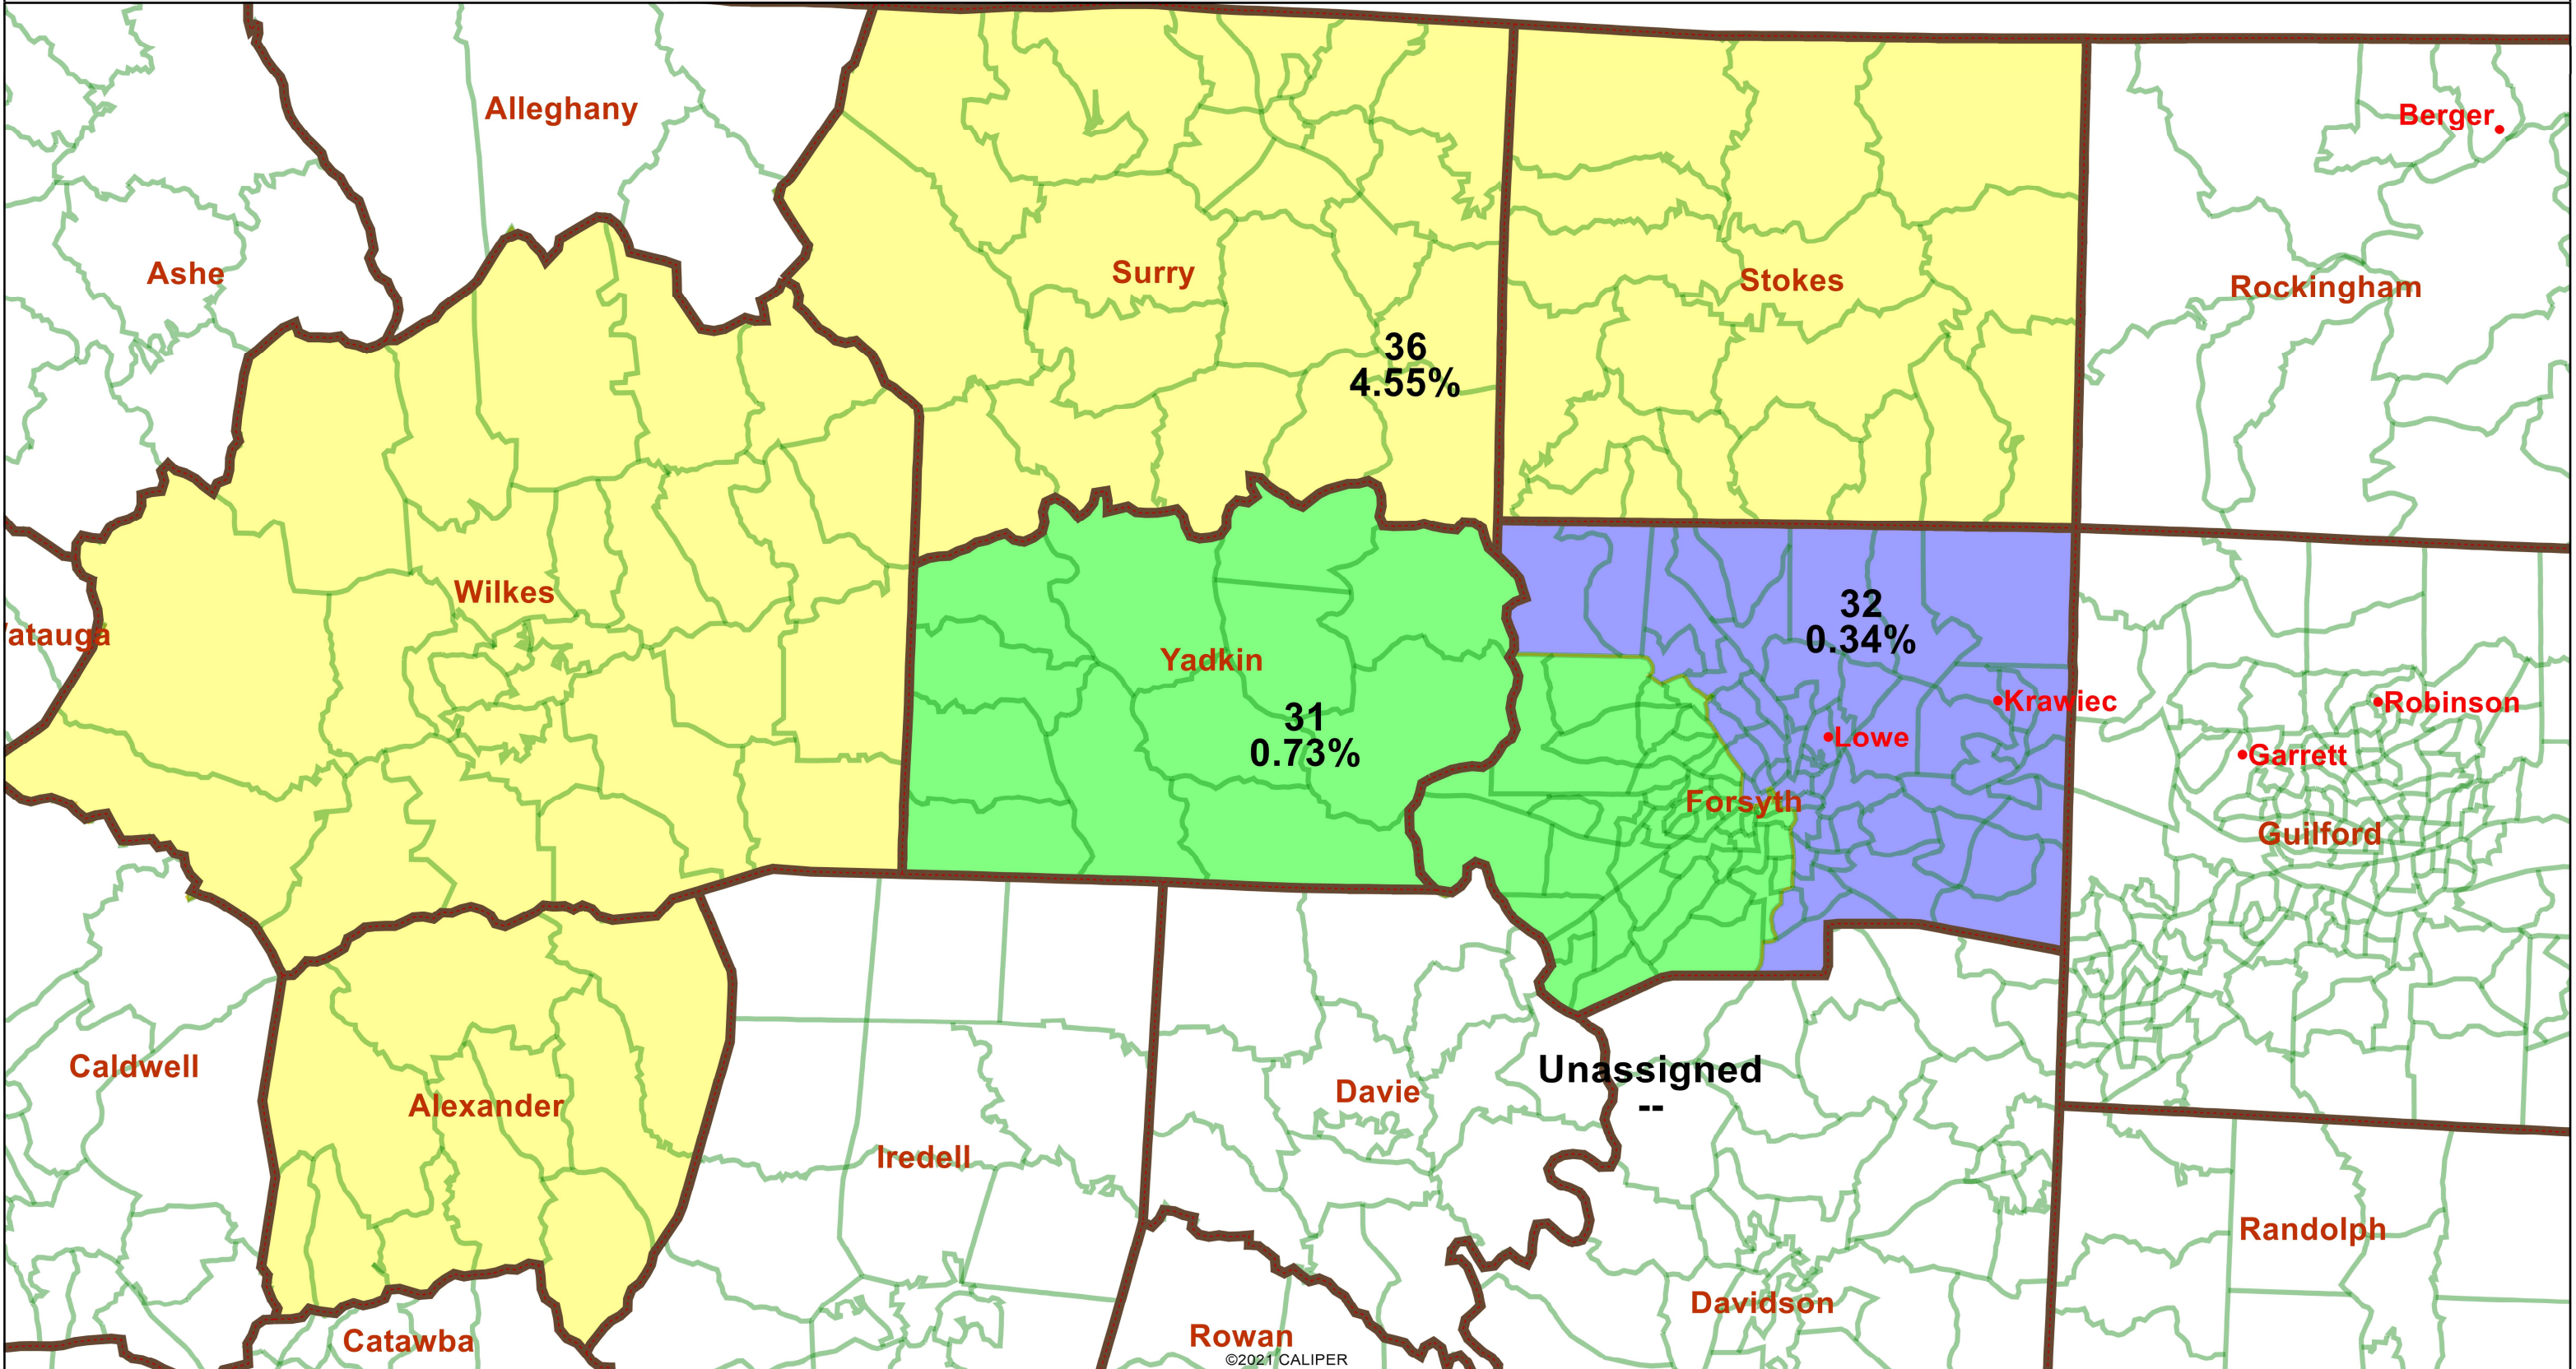 Alleghany
Berger
Ashe
Surry
Stokes
Rockingham
36
4.55%
Wilkes
32
0.34%
atauga
Yadkin
Krawiec
Robinson
31
0.73%
Lowe
Garrett
Forsyth
Guilford
Caldwell
Unassigned
--
Alexander
Davie
Iredell
Randolph
Davidson
Catawba
Rowan
©2021 CALIPER